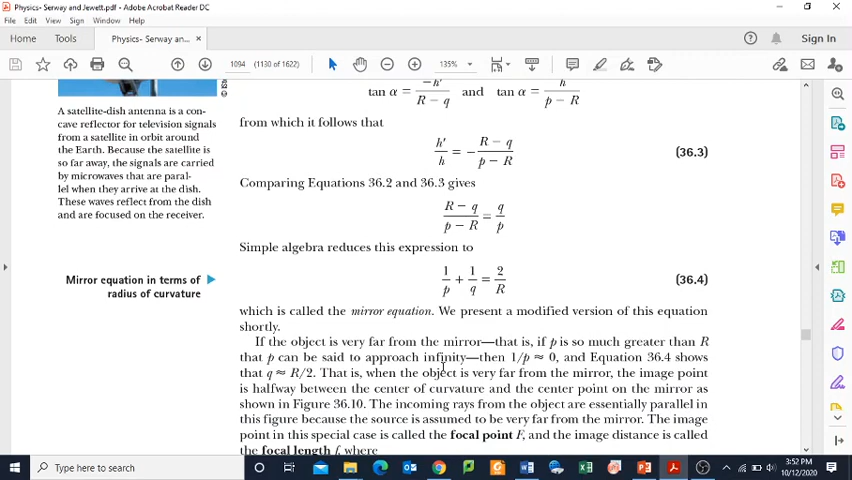 Physics- Serway and Jewett.pdf - Adobe Acrobat Reader DC
File Edit View Sign Window Help
Home Tools Physics- Serway an... × Sign In
1094 (1130 of 1622) 135%
tan α = −h′ / R − q and tan α = h / p − R
A satellite-dish antenna is a con-
cave reflector for television signals
from a satellite in orbit around
the Earth. Because the satellite is
so far away, the signals are carried
by microwaves that are paral-
lel when they arrive at the dish.
These waves reflect from the dish
and are focused on the receiver.
from which it follows that
h′ / h = − R − q / p − R (36.3)
Comparing Equations 36.2 and 36.3 gives
R − q / p − R = q / p
Simple algebra reduces this expression to
Mirror equation in terms of
radius of curvature
1 / p + 1 / q = 2 / R (36.4)
which is called the mirror equation. We present a modified version of this equation
shortly.
If the object is very far from the mirror—that is, if p is so much greater than R
that p can be said to approach infinity—then 1/p ≈ 0, and Equation 36.4 shows
that q ≈ R/2. That is, when the object is very far from the mirror, the image point
is halfway between the center of curvature and the center point on the mirror as
shown in Figure 36.10. The incoming rays from the object are essentially parallel in
this figure because the source is assumed to be very far from the mirror. The image
point in this special case is called the focal point F, and the image distance is called
the focal length f, where
Type here to search
3:52 PM
10/12/2020